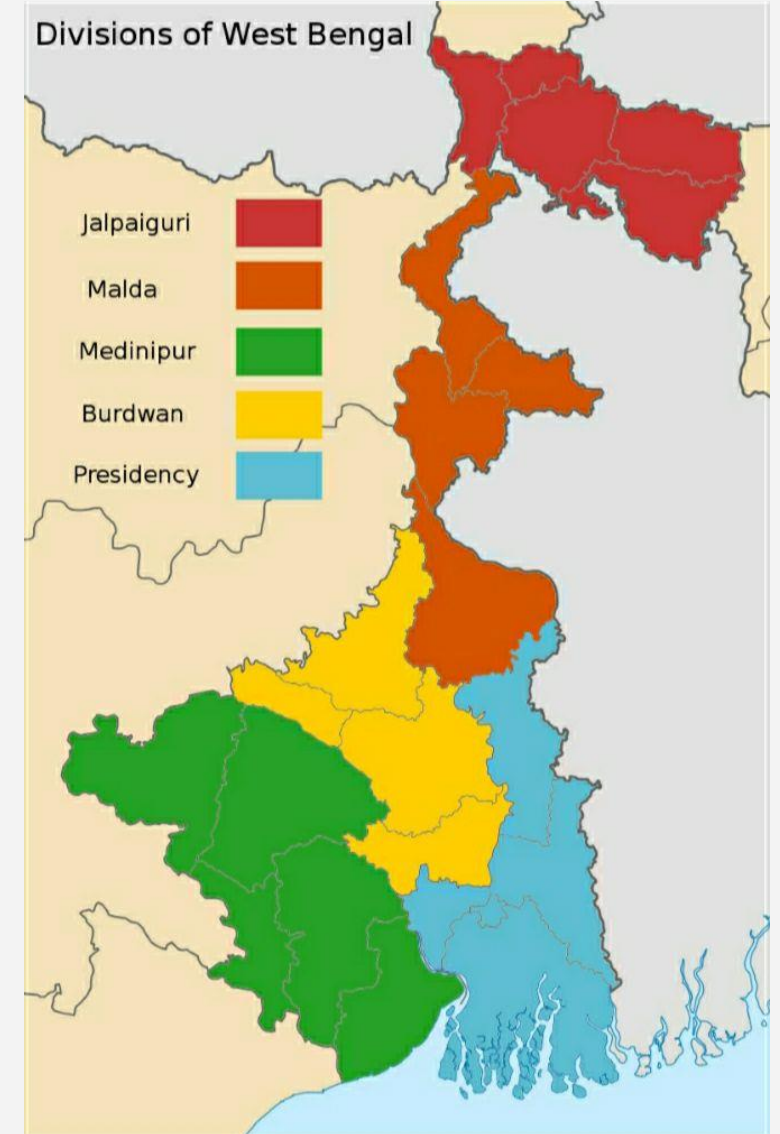 Divisions of West Bengal
Jalpaiguri
Malda
Medinipur
Burdwan
Presidency